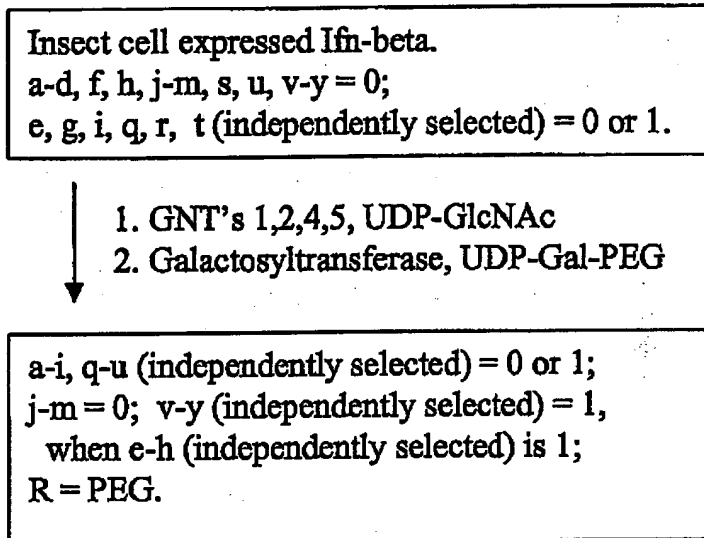 Insect cell expressed Ifn-beta.
a-d, f, h, j-m, s, u, v-y = 0;
e, g, i, q, r, t (independently selected) = 0 or 1.
1. GNT's 1,2,4,5, UDP-GlcNAc
2. Galactosyltransferase, UDP-Gal-PEG
a-i, q-u (independently selected) = 0 or 1;
j-m = 0; v-y (independently selected) = 1,
when e-h (independently selected) is 1;
R = PEG.